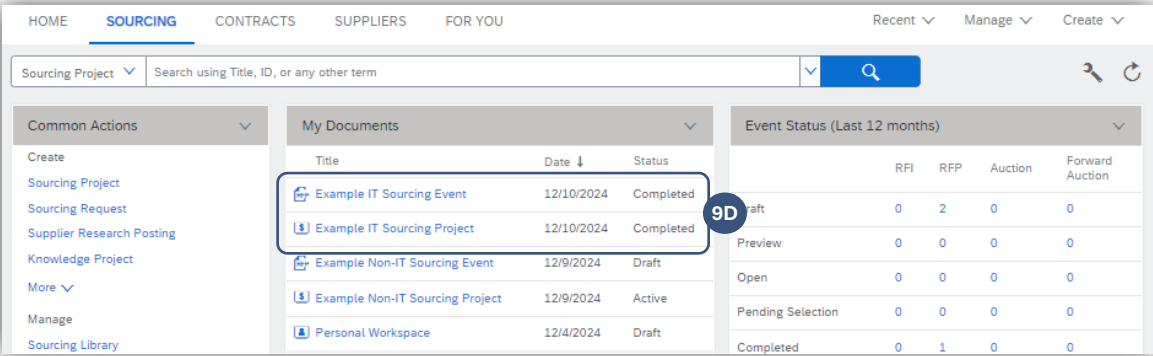 HOME SOURCING CONTRACTS SUPPLIERS FOR YOU Recent Manage Create
Sourcing Project Search using Title, ID, or any other term
Common Actions
Create
Sourcing Project
Sourcing Request
Supplier Research Posting
Knowledge Project
More
Manage
Sourcing Library
My Documents
Title Date ↓ Status
Example IT Sourcing Event 12/10/2024 Completed
Example IT Sourcing Project 12/10/2024 Completed
9D
Example Non-IT Sourcing Event 12/9/2024 Draft
Example Non-IT Sourcing Project 12/9/2024 Active
Personal Workspace 12/4/2024 Draft
Event Status (Last 12 months)
RFI RFP Auction Forward
Auction
raft 0 2 0 0
Preview 0 0 0 0
Open 0 0 0 0
Pending Selection 0 0 0 0
Completed 0 1 0 0